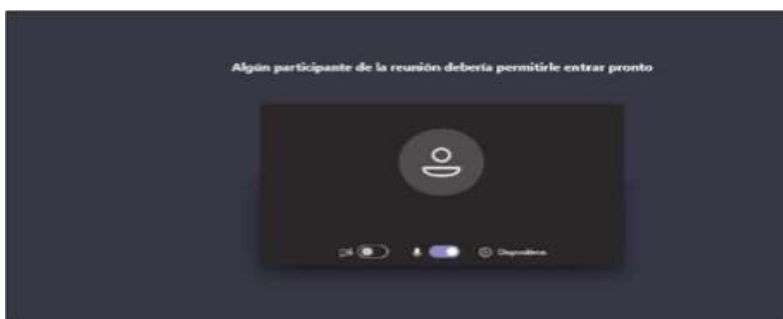 Algún participante de la reunión debería permitirle entrar pronto
Dispositivos